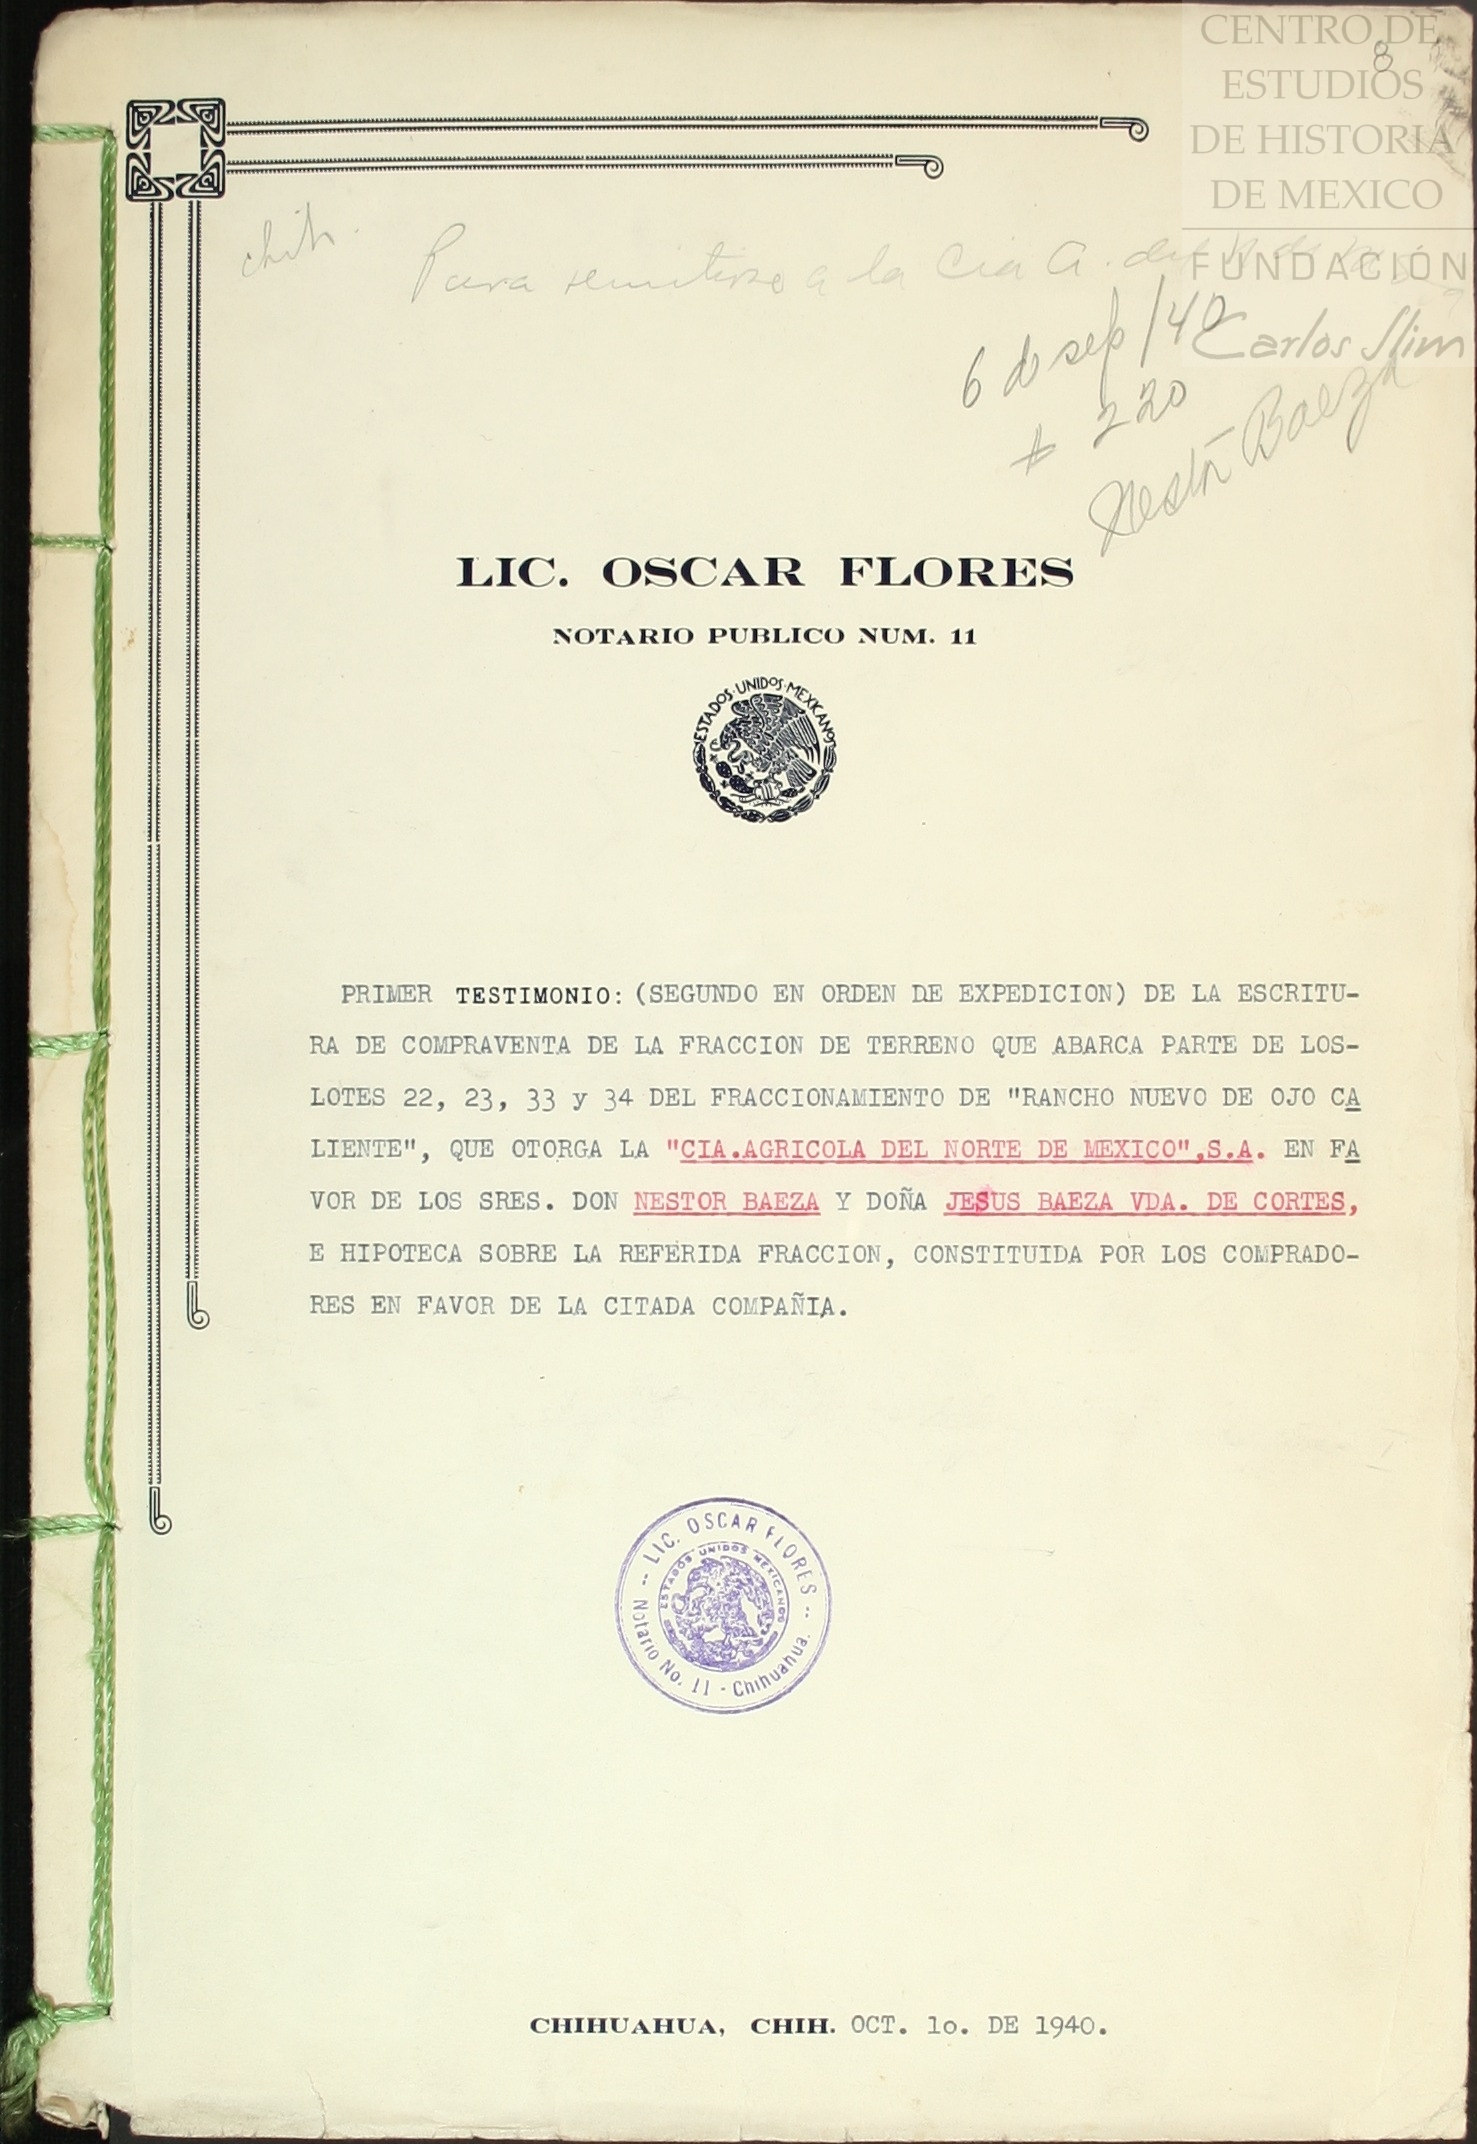 CENTRO DE
ESTUDIOS
DE HISTORIA
DE MEXICO
FUNDACIÓN
Carlos Slim
8
chih.
Para remitirse a la Cia A. del
6 de sep/40
# 220
Nestor Baeza
LIC. OSCAR FLORES
NOTARIO PUBLICO NUM. 11
ESTADOS·UNIDOS·MEXICANOS
PRIMER TESTIMONIO: (SEGUNDO EN ORDEN DE EXPEDICION) DE LA ESCRITU-
RA DE COMPRAVENTA DE LA FRACCION DE TERRENO QUE ABARCA PARTE DE LOS-
LOTES 22, 23, 33 y 34 DEL FRACCIONAMIENTO DE "RANCHO NUEVO DE OJO CA
LIENTE", QUE OTORGA LA "CIA.AGRICOLA DEL NORTE DE MEXICO",S.A. EN FA
VOR DE LOS SRES. DON NESTOR BAEZA Y DOÑA JESUS BAEZA VDA. DE CORTES,
E HIPOTECA SOBRE LA REFERIDA FRACCION, CONSTITUIDA POR LOS COMPRADO-
RES EN FAVOR DE LA CITADA COMPAÑIA.
-- LIC. OSCAR FLORES --
ESTADOS UNIDOS MEXICANOS
Notario No. 11 - Chihuahua.
CHIHUAHUA, CHIH. OCT. 1o. DE 1940.